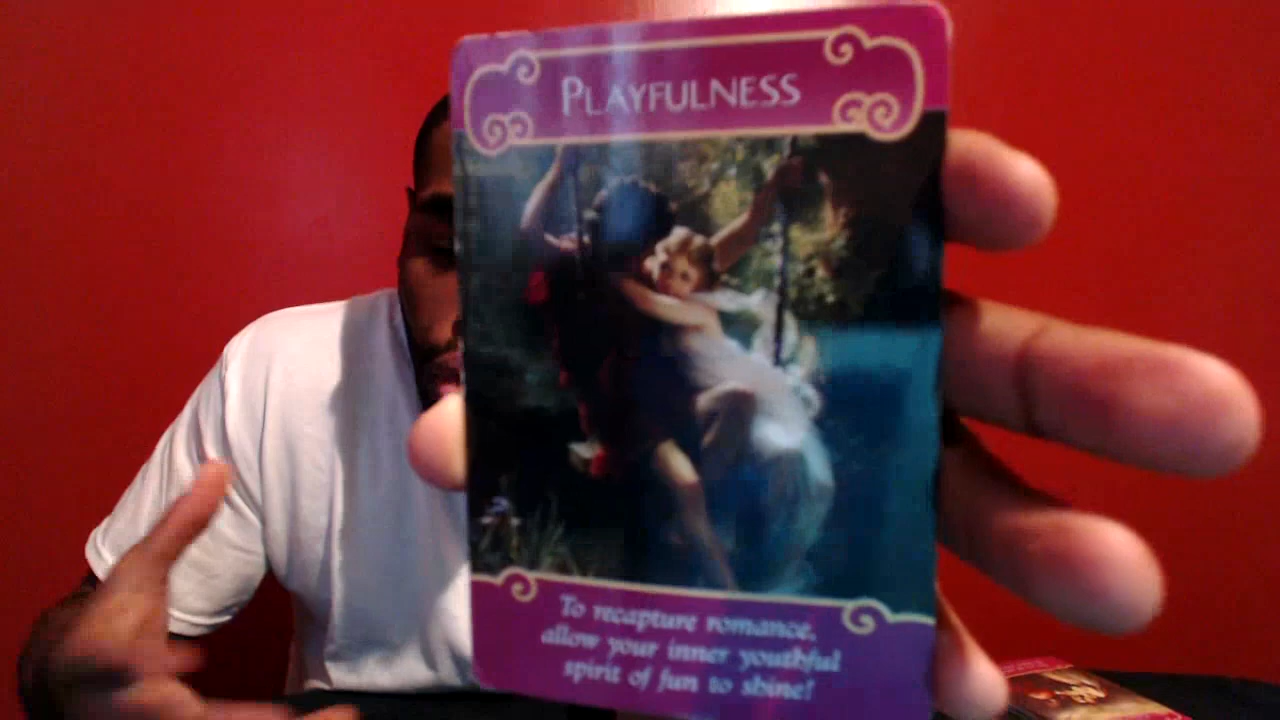 PLAYFULNESS
To recapture romance,
allow your inner youthful
spirit of fun to shine!